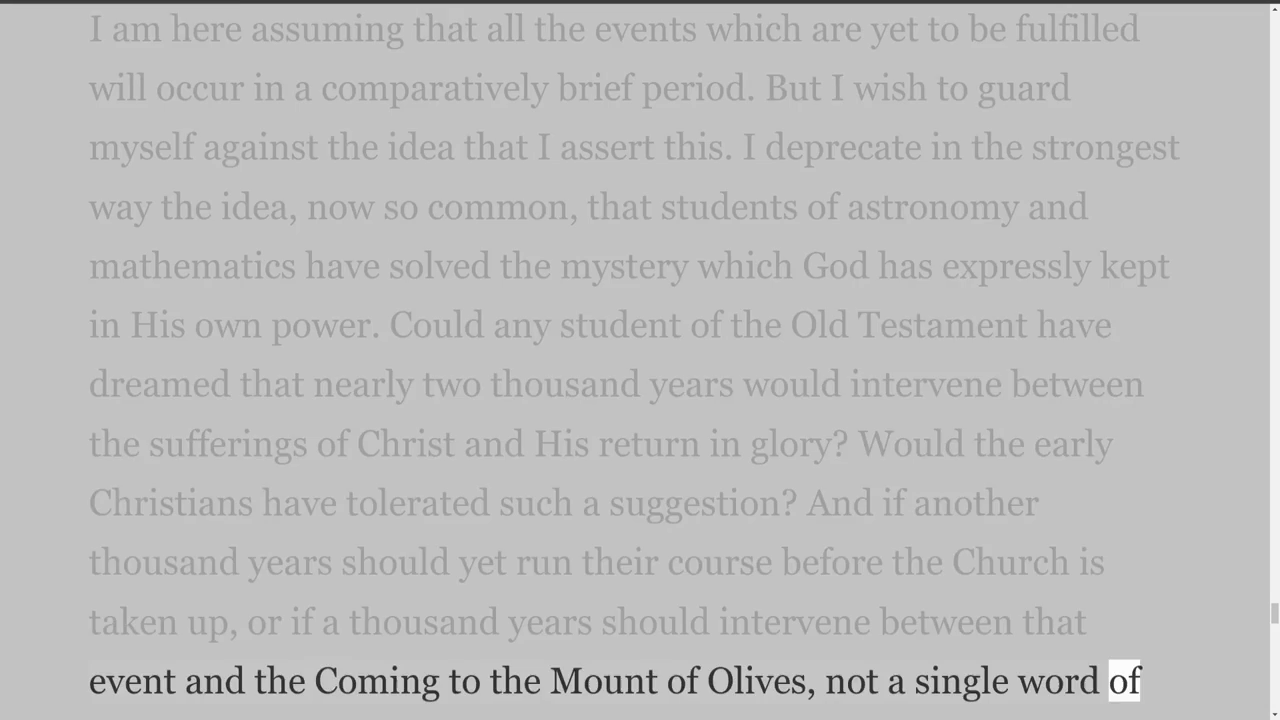 I am here assuming that all the events which are yet to be fulfilled
will occur in a comparatively brief period. But I wish to guard
myself against the idea that I assert this. I deprecate in the strongest
way the idea, now so common, that students of astronomy and
mathematics have solved the mystery which God has expressly kept
in His own power. Could any student of the Old Testament have
dreamed that nearly two thousand years would intervene between
the sufferings of Christ and His return in glory? Would the early
Christians have tolerated such a suggestion? And if another
thousand years should yet run their course before the Church is
taken up, or if a thousand years should intervene between that
event and the Coming to the Mount of Olives, not a single word of